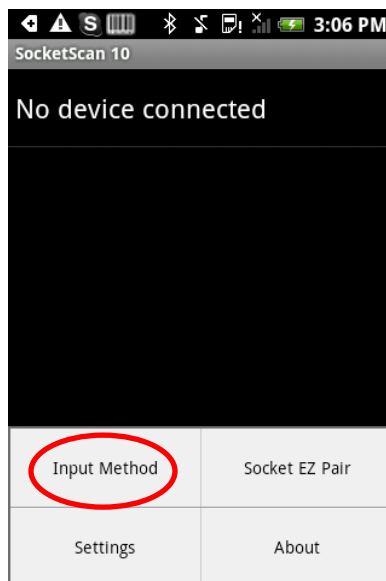 S 3:06 PM
SocketScan 10
No device connected
Input Method Socket EZ Pair
Settings About